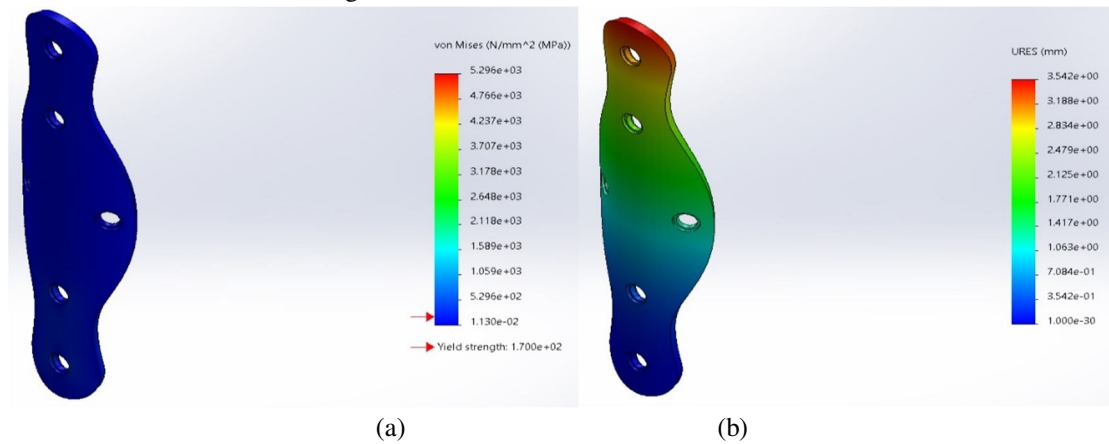 von Mises (N/mm^2 (MPa))
5.296e+03
4.766e+03
4.237e+03
3.707e+03
3.178e+03
2.648e+03
2.118e+03
1.589e+03
1.059e+03
5.296e+02
1.130e-02
Yield strength: 1.700e+02
(a)
URES (mm)
3.542e+00
3.188e+00
2.834e+00
2.479e+00
2.125e+00
1.771e+00
1.417e+00
1.063e+00
7.084e-01
3.542e-01
1.000e-30
(b)